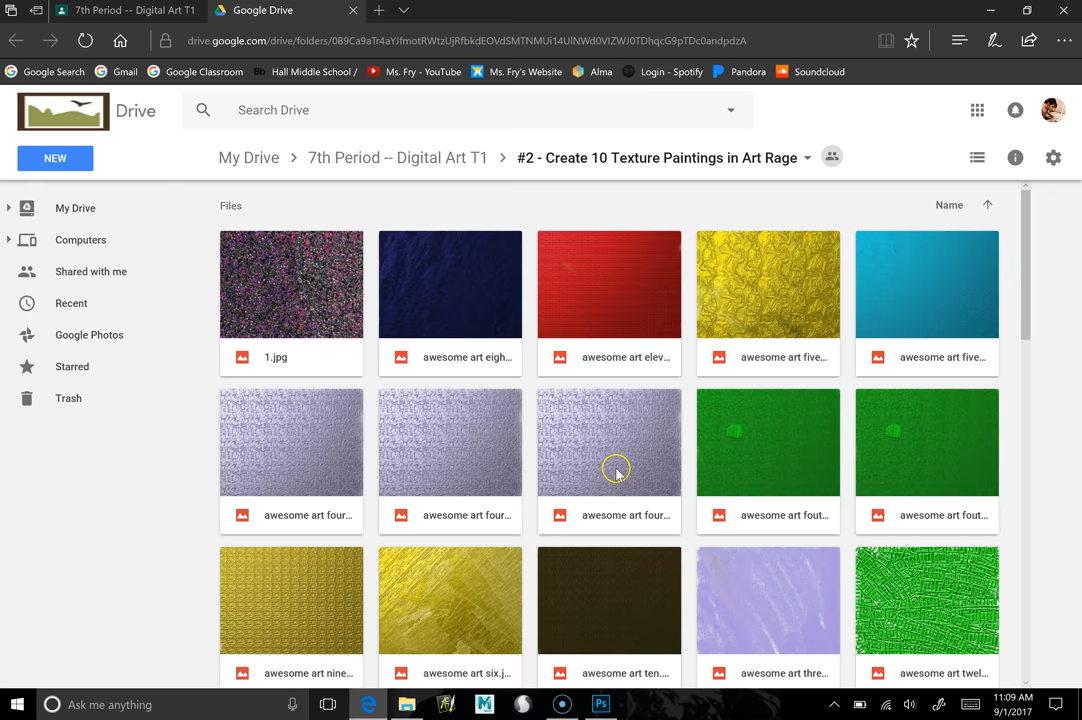 7th Period -- Digital Art T1
Google Drive
drive.google.com/drive/folders/0B9Ca9aTr4aYJfmotRWtzUjRfbkdEOVdSMTNMUi14UlNWd0VIZWJ0TDhqcG9pTDc0andpdzA
Google Search
Gmail
Google Classroom
Bb Hall Middle School /
Ms. Fry - YouTube
Ms. Fry's Website
Alma
Login - Spotify
Pandora
Soundcloud
Drive
Search Drive
NEW
My Drive > 7th Period -- Digital Art T1 > #2 - Create 10 Texture Paintings in Art Rage
My Drive
Computers
Shared with me
Recent
Google Photos
Starred
Trash
Files
Name
1.jpg
awesome art eigh...
awesome art elev...
awesome art five...
awesome art five...
awesome art four...
awesome art four...
awesome art four...
awesome art fout...
awesome art fout...
awesome art nine...
awesome art six.j...
awesome art ten....
awesome art thre...
awesome art twel...
Ask me anything
Ps
11:09 AM
9/1/2017